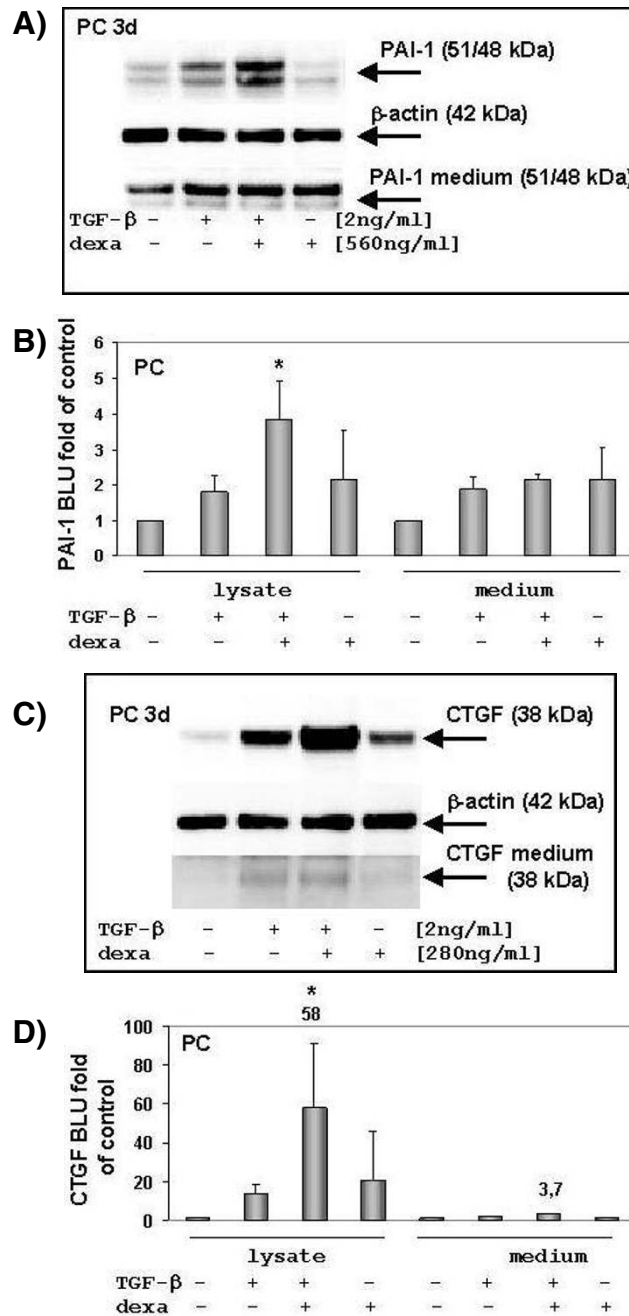 A)
PC 3d
PAI-1 (51/48 kDa)
β-actin (42 kDa)
PAI-1 medium (51/48 kDa)
TGF-β - + + - [2ng/ml]
dexa - - + + [560ng/ml]
B)
PAI-1 BLU fold of control
PC
*
6
5
4
3
2
1
0
lysate medium
TGF-β - + + - - + + -
dexa - - + + - - + +
C)
PC 3d
CTGF (38 kDa)
β-actin (42 kDa)
CTGF medium
(38 kDa)
TGF-β - + + - [2ng/ml]
dexa - - + + [280ng/ml]
D)
CTGF BLU fold
of control
PC
*
58
3,7
100
80
60
40
20
0
lysate medium
TGF-β - + + - - + + -
dexa - - + + - - + +